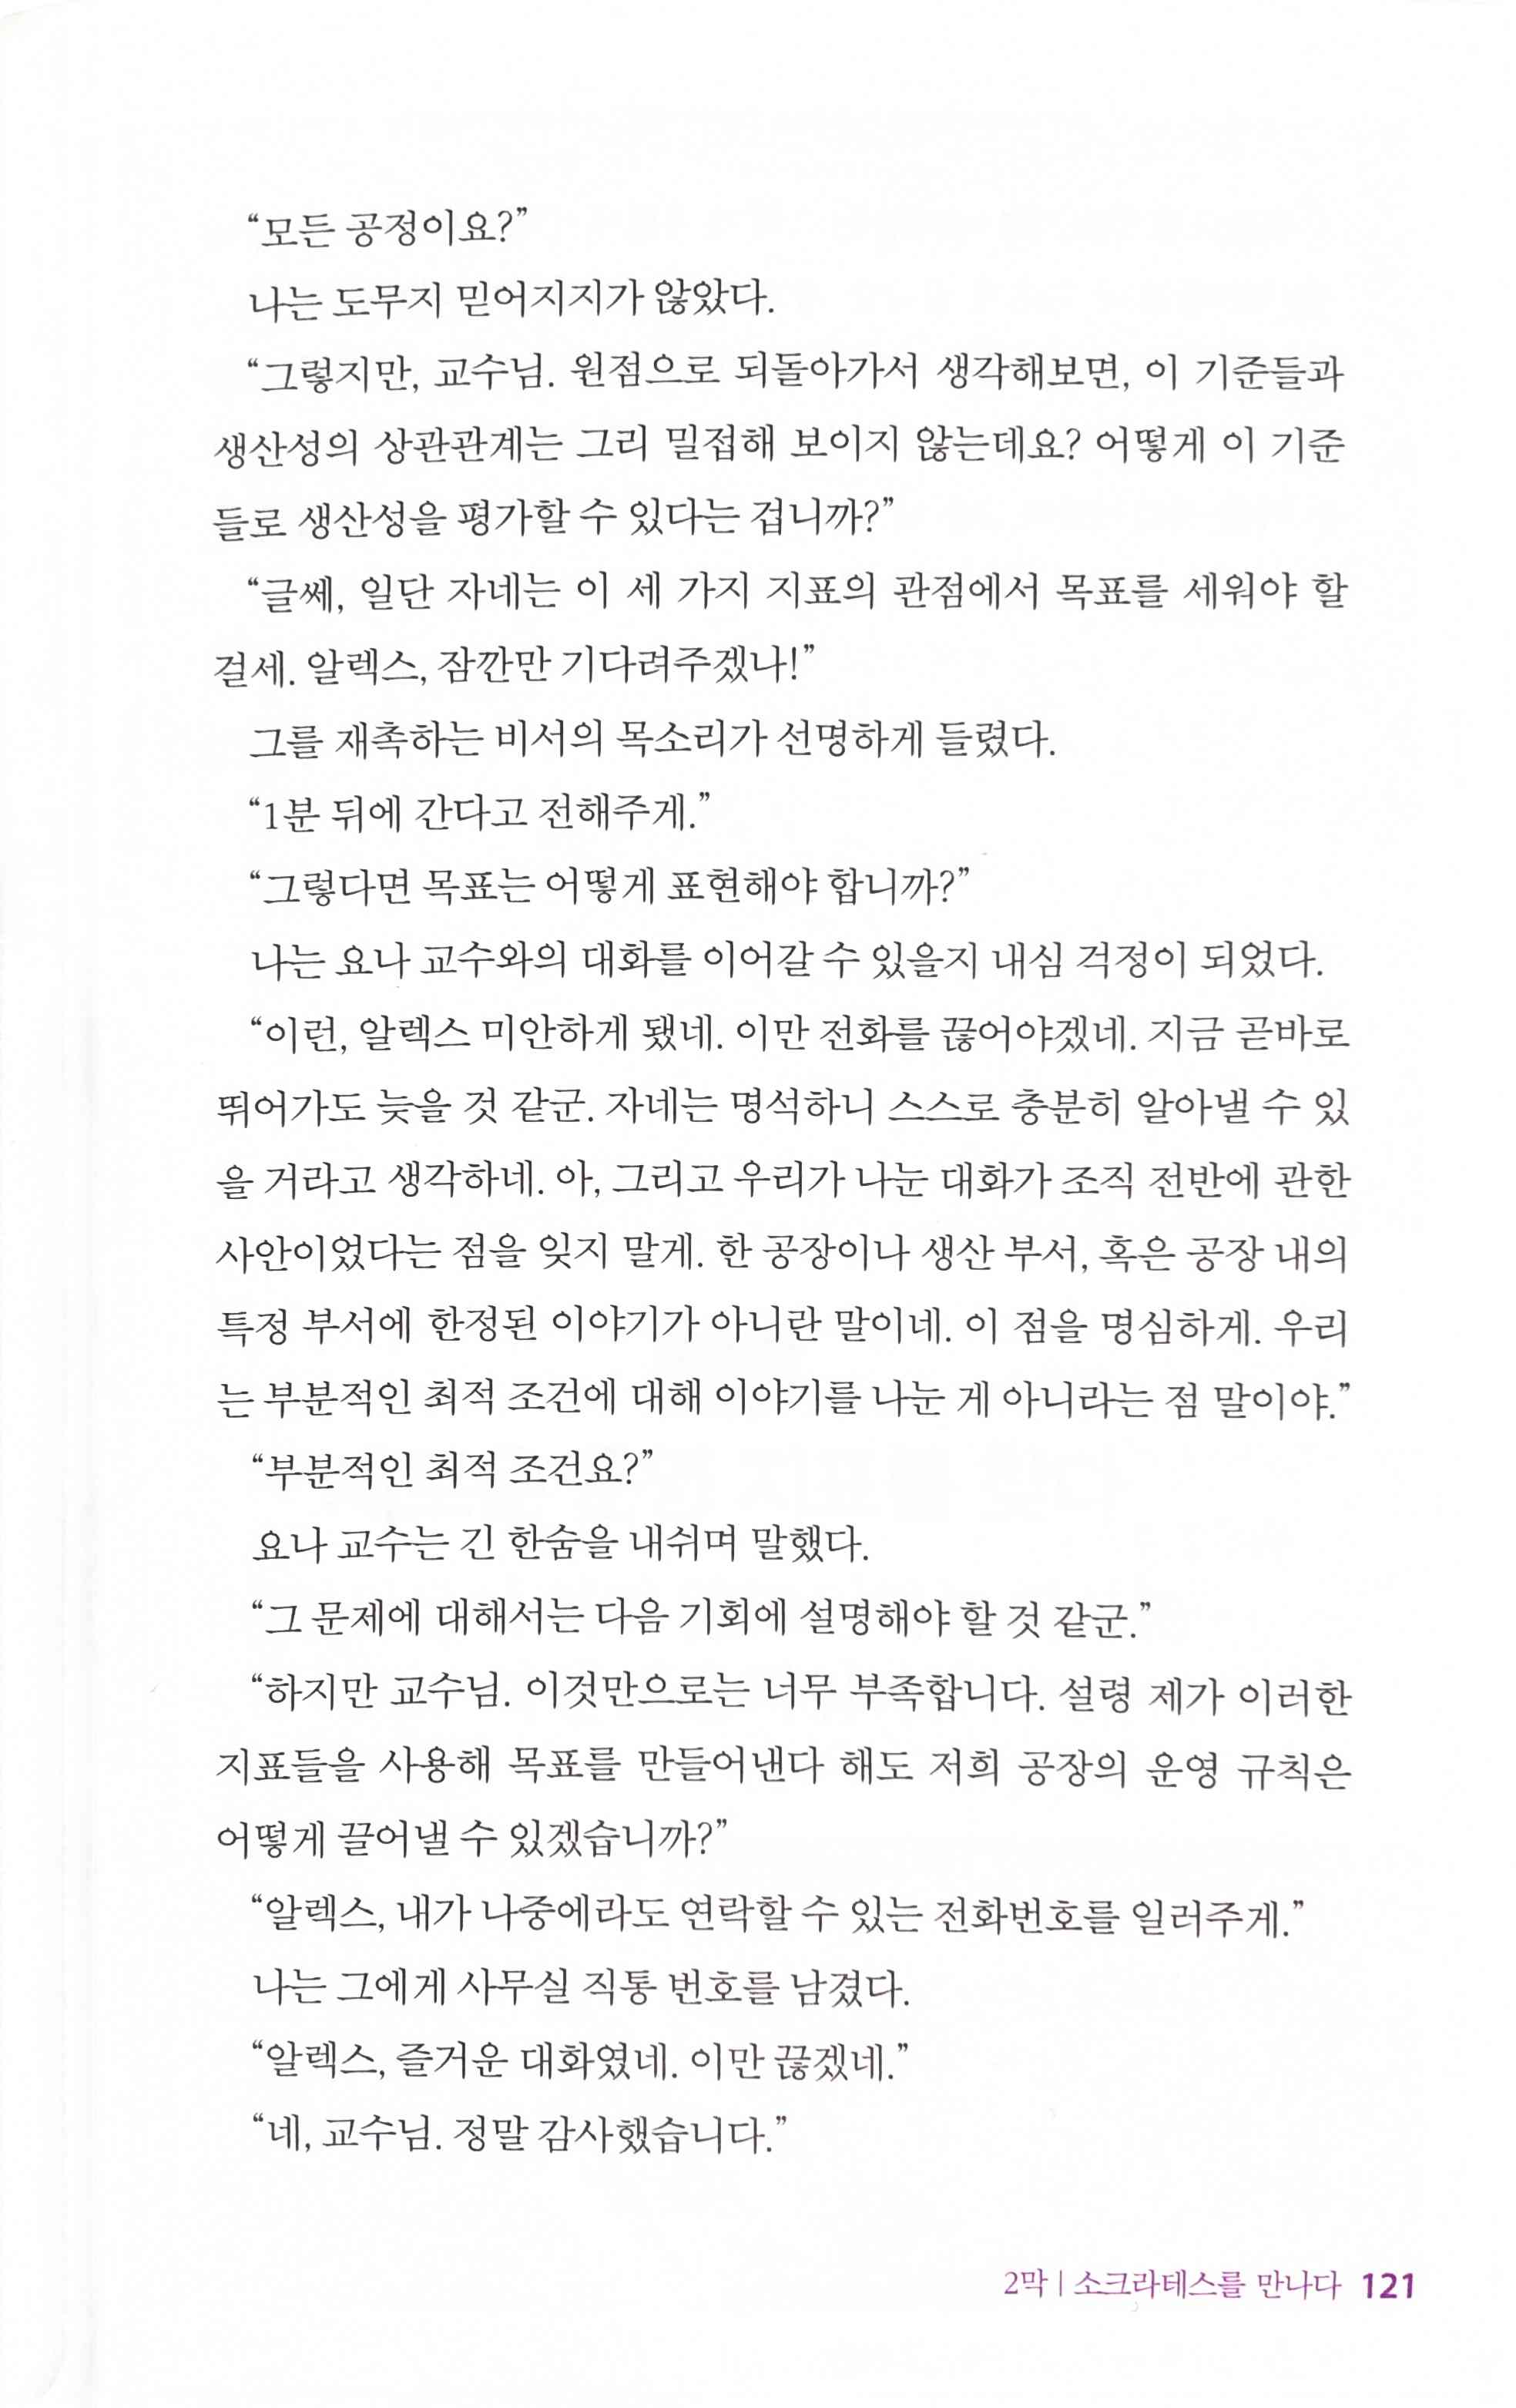 “모든 공정이요?”
나는 도무지 믿어지지가 않았다.
“그렇지만, 교수님. 원점으로 되돌아가서 생각해보면, 이 기준들과
생산성의 상관관계는 그리 밀접해 보이지 않는데요? 어떻게 이 기준
들로 생산성을 평가할 수 있다는 겁니까?”
“글쎄, 일단 자네는 이 세 가지 지표의 관점에서 목표를 세워야 할
걸세. 알렉스, 잠깐만 기다려주겠나!”
그를 재촉하는 비서의 목소리가 선명하게 들렸다.
“1분 뒤에 간다고 전해주게.”
“그렇다면 목표는 어떻게 표현해야 합니까?”
나는 요나 교수와의 대화를 이어갈 수 있을지 내심 걱정이 되었다.
“이런, 알렉스 미안하게 됐네. 이만 전화를 끊어야겠네. 지금 곧바로
뛰어가도 늦을 것 같군. 자네는 명석하니 스스로 충분히 알아낼 수 있
을 거라고 생각하네. 아, 그리고 우리가 나눈 대화가 조직 전반에 관한
사안이었다는 점을 잊지 말게. 한 공장이나 생산 부서, 혹은 공장 내의
특정 부서에 한정된 이야기가 아니란 말이네. 이 점을 명심하게. 우리
는 부분적인 최적 조건에 대해 이야기를 나눈 게 아니라는 점 말이야.”
“부분적인 최적 조건요?”
요나 교수는 긴 한숨을 내쉬며 말했다.
“그 문제에 대해서는 다음 기회에 설명해야 할 것 같군.”
“하지만 교수님. 이것만으로는 너무 부족합니다. 설령 제가 이러한
지표들을 사용해 목표를 만들어낸다 해도 저희 공장의 운영 규칙은
어떻게 끌어낼 수 있겠습니까?”
“알렉스, 내가 나중에라도 연락할 수 있는 전화번호를 일러주게.”
나는 그에게 사무실 직통 번호를 남겼다.
“알렉스, 즐거운 대화였네. 이만 끊겠네.”
“네, 교수님. 정말 감사했습니다.”
2막 | 소크라테스를 만나다 121